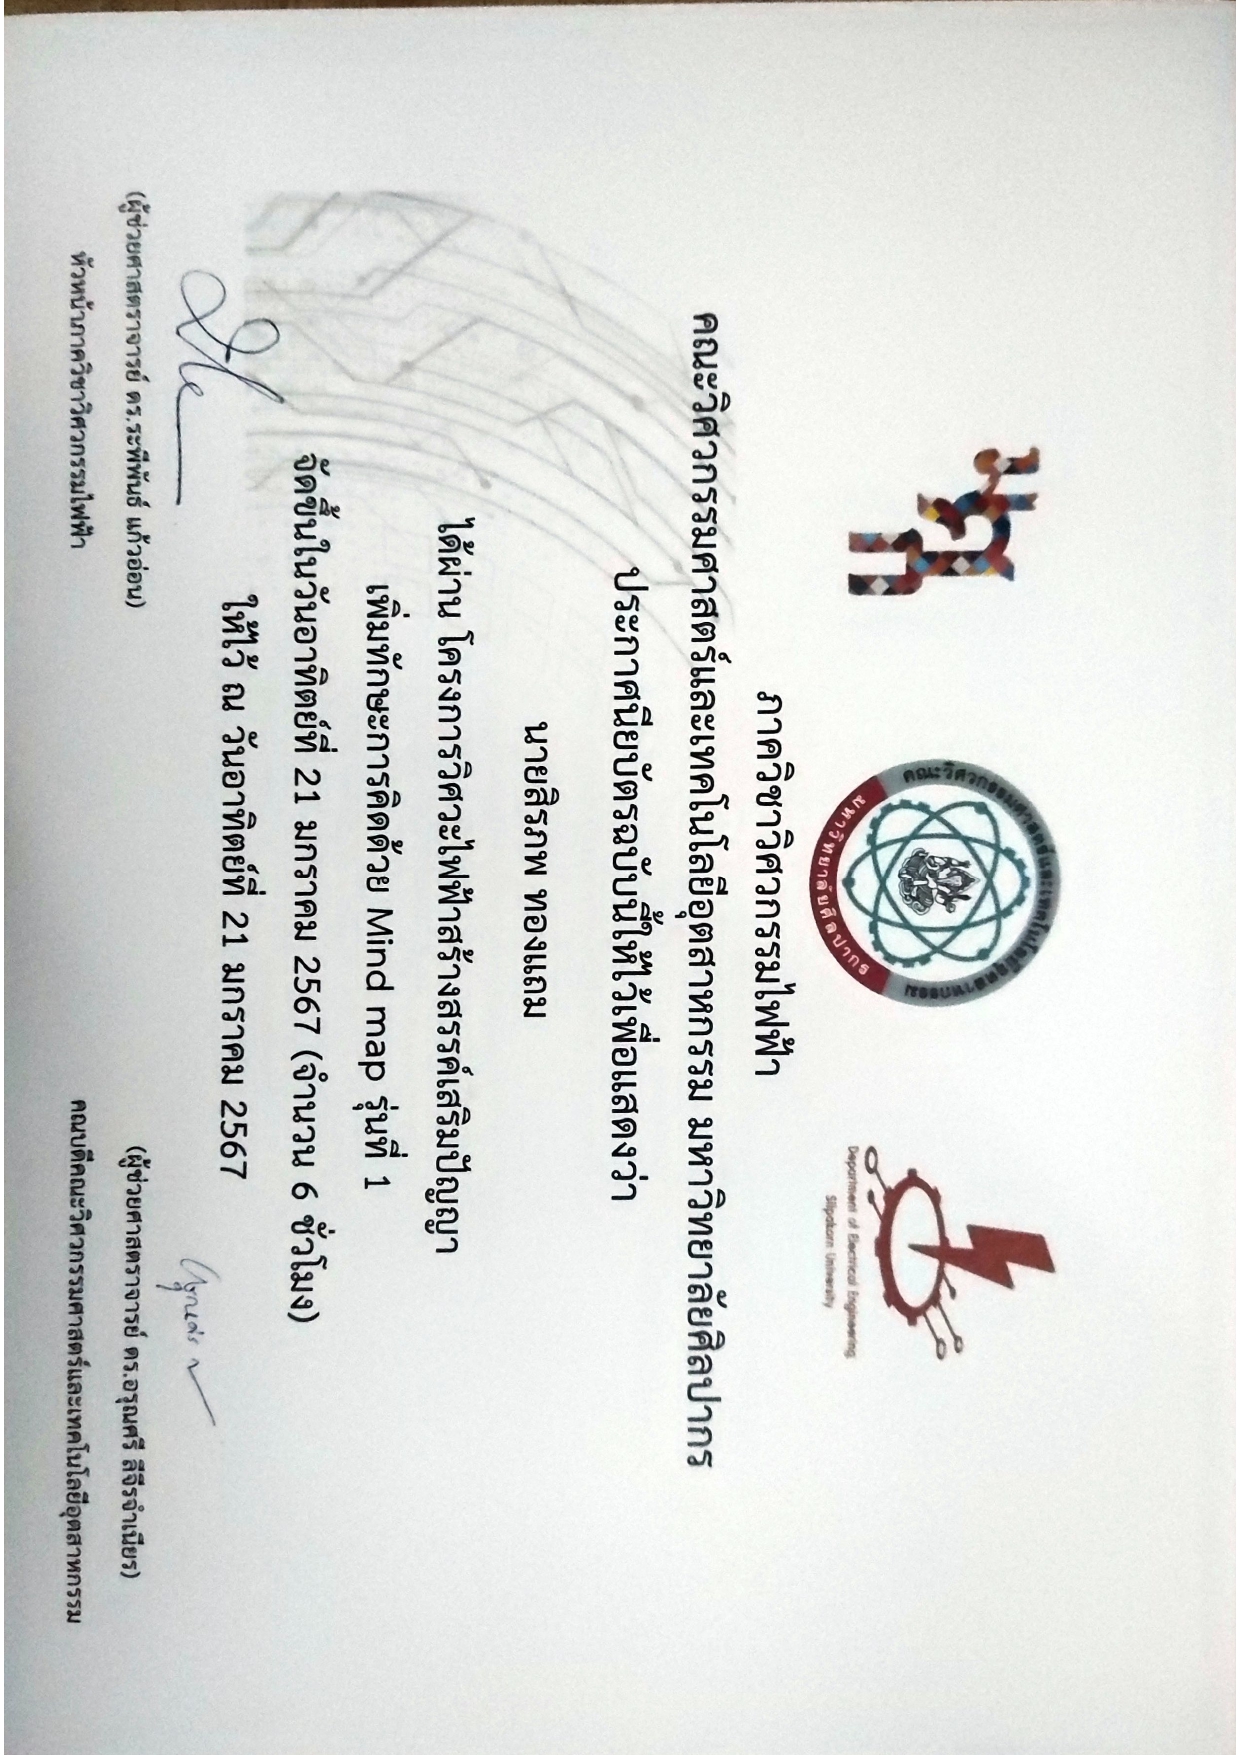 มศก
คณะวิศวกรรมศาสตร์และเทคโนโลยีอุตสาหกรรม
มหาวิทยาลัยศิลปากร
Department of Electrical Engineering
Silpakorn University
ภาควิชาวิศวกรรมไฟฟ้า
คณะวิศวกรรมศาสตร์และเทคโนโลยีอุตสาหกรรม มหาวิทยาลัยศิลปากร
ประกาศนียบัตรฉบับนี้ให้ไว้เพื่อแสดงว่า
นายสิรภพ ทองแถม
ได้ผ่าน โครงการวิศวะไฟฟ้าสร้างสรรค์เสริมปัญญา
เพิ่มทักษะการคิดด้วย Mind map รุ่นที่ 1
จัดขึ้นในวันอาทิตย์ที่ 21 มกราคม 2567 (จำนวน 6 ชั่วโมง)
ให้ไว้ ณ วันอาทิตย์ที่ 21 มกราคม 2567
(ผู้ช่วยศาสตราจารย์ ดร.ระพีพันธ์ แก้วอ่อน)
หัวหน้าภาควิชาวิศวกรรมไฟฟ้า
(ผู้ช่วยศาสตราจารย์ ดร.อรุณศรี ลีจีรจำเนียร)
คณบดีคณะวิศวกรรมศาสตร์และเทคโนโลยีอุตสาหกรรม